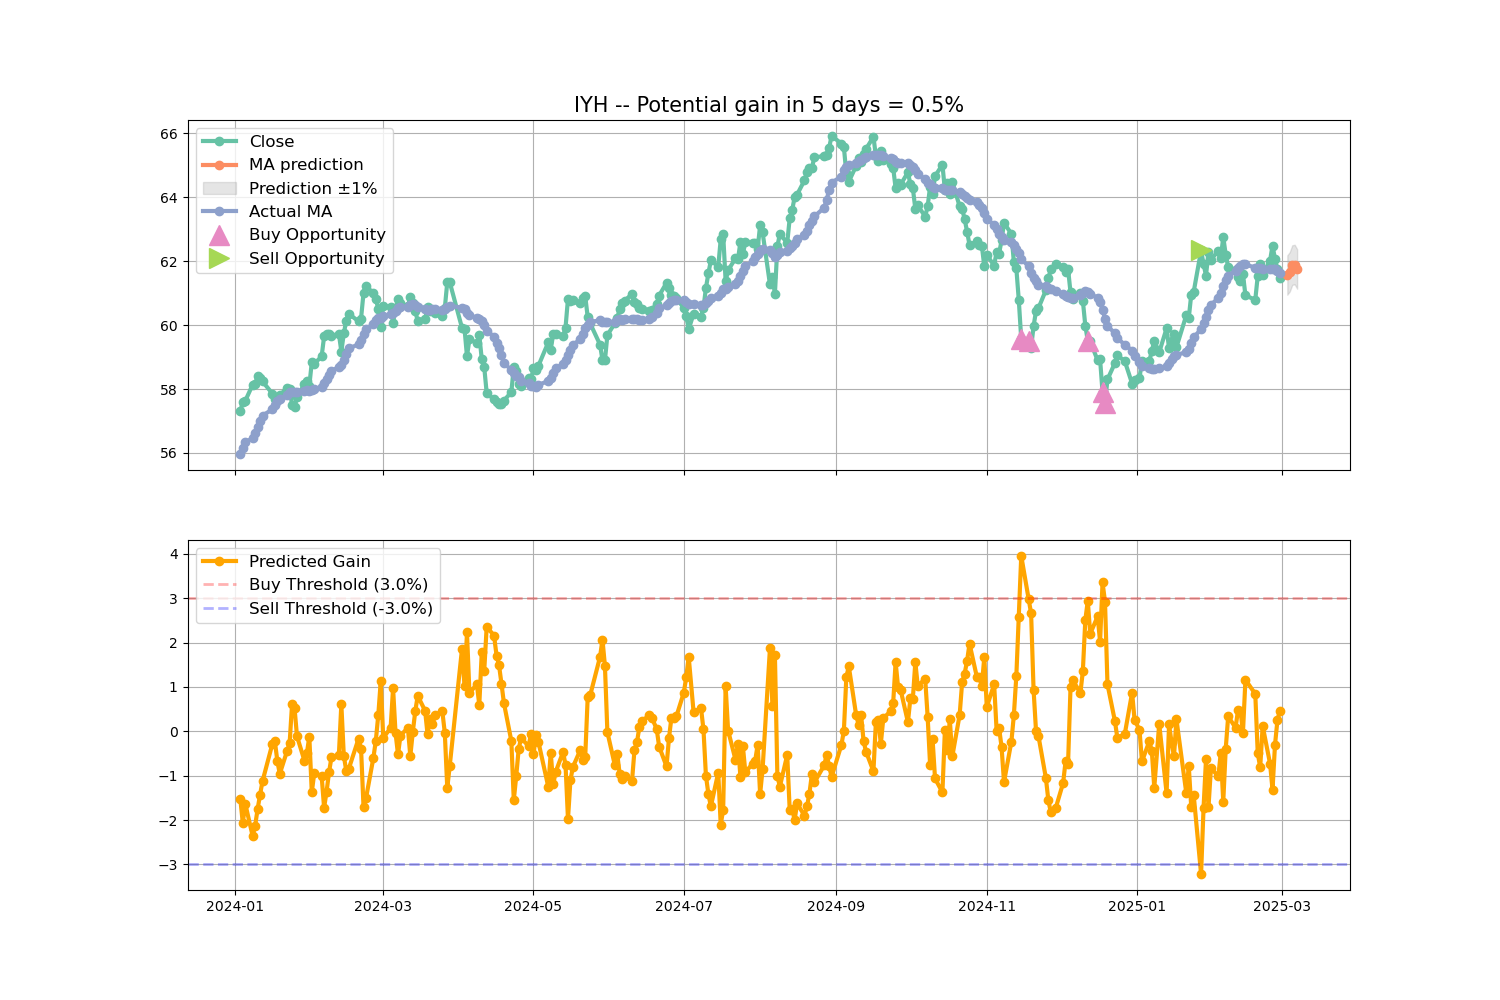 IYH -- Potential gain in 5 days = 0.5%
66
64
62
60
58
56
Close
MA prediction
Prediction ±1%
Actual MA
Buy Opportunity
Sell Opportunity
4
3
2
1
0
−1
−2
−3
Predicted Gain
Buy Threshold (3.0%)
Sell Threshold (-3.0%)
2024-01 2024-03 2024-05 2024-07 2024-09 2024-11 2025-01 2025-03